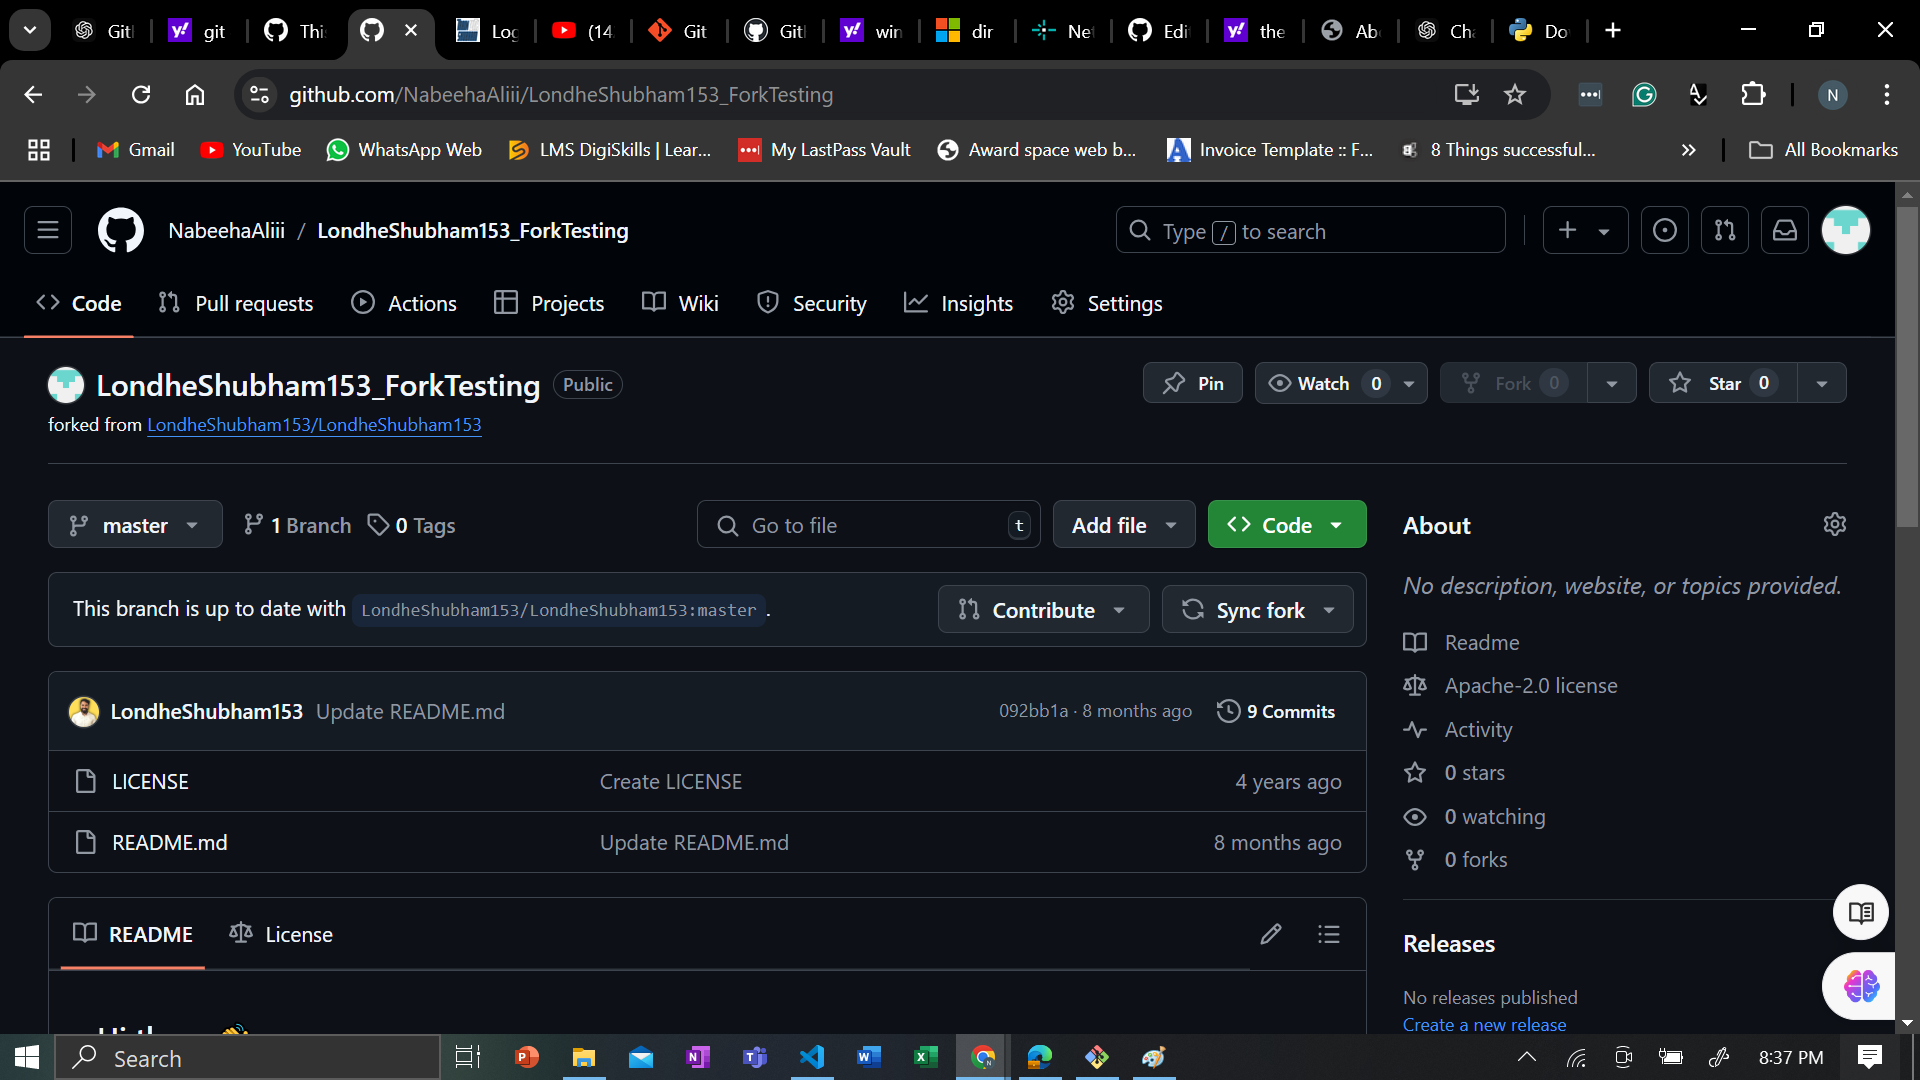 Git
git
Thi
Log
(14
Git
Git
win
dir
Net
Edi
the
Ab
Cha
Do
github.com/NabeehaAliii/LondheShubham153_ForkTesting
N
Gmail
YouTube
WhatsApp Web
LMS DigiSkills | Lear...
My LastPass Vault
Award space web b...
Invoice Template :: F...
8 Things successful...
All Bookmarks
NabeehaAliii / LondheShubham153_ForkTesting
Type / to search
Code
Pull requests
Actions
Projects
Wiki
Security
Insights
Settings
LondheShubham153_ForkTesting
Public
Pin
Watch 0
Fork 0
Star 0
forked from LondheShubham153/LondheShubham153
master
1 Branch
0 Tags
Go to file
t
Add file
Code
About
No description, website, or topics provided.
This branch is up to date with LondheShubham153/LondheShubham153:master .
Contribute
Sync fork
Readme
Apache-2.0 license
Activity
0 stars
0 watching
0 forks
LondheShubham153 Update README.md
092bb1a · 8 months ago
9 Commits
LICENSE
Create LICENSE
4 years ago
README.md
Update README.md
8 months ago
README
License
Releases
No releases published
Create a new release
Search
8:37 PM